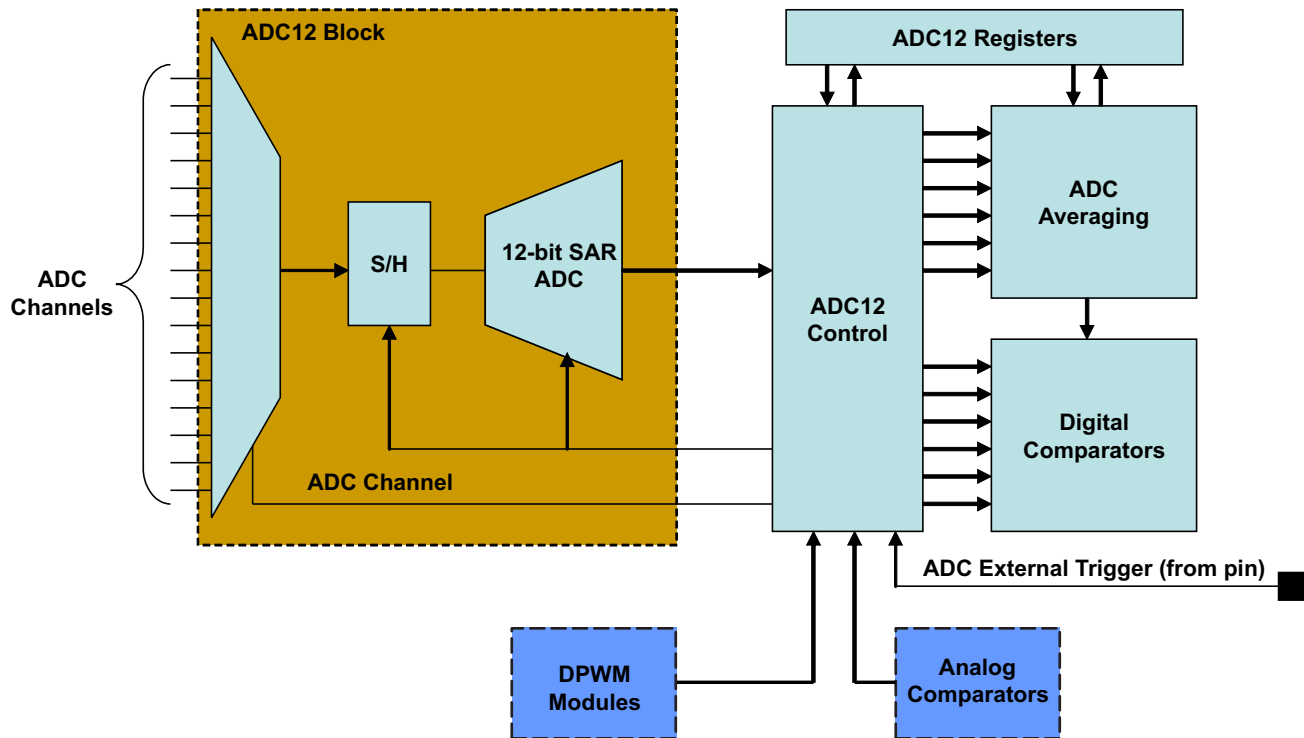 ADC12 Block
ADC12 Registers
ADC
Channels
S/H
12-bit SAR
ADC
ADC12
Control
ADC
Averaging
Digital
Comparators
ADC Channel
ADC External Trigger (from pin)
DPWM
Modules
Analog
Comparators